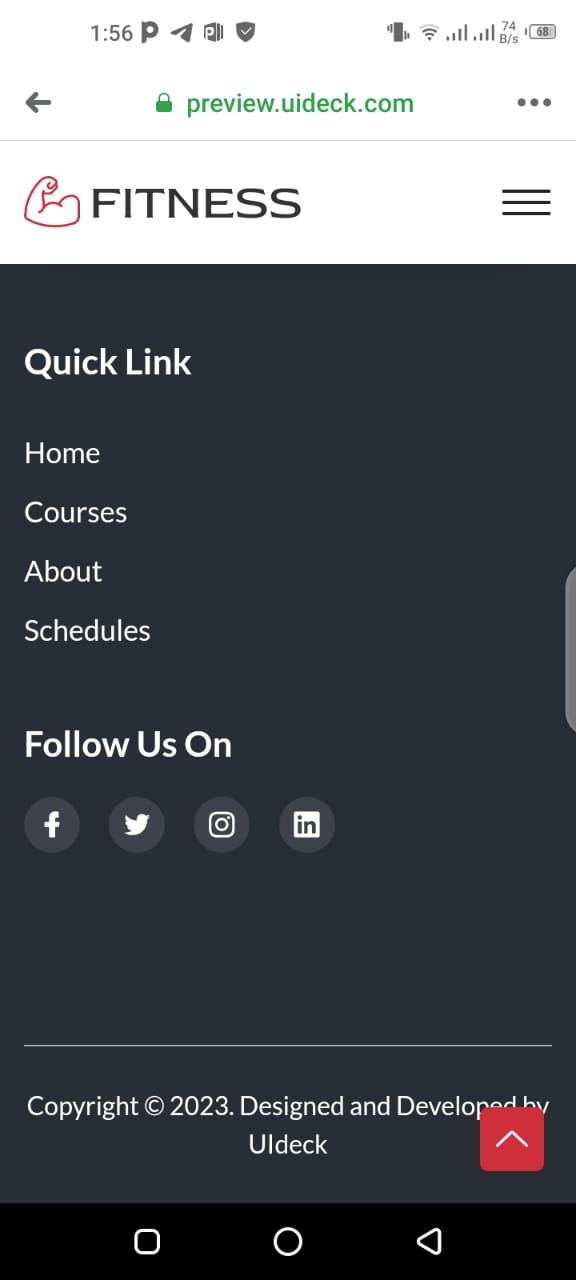 1:56
74
B/s
68
preview.uideck.com
FITNESS
Quick Link
Home
Courses
About
Schedules
Follow Us On
Copyright © 2023. Designed and Developed by
UIdeck